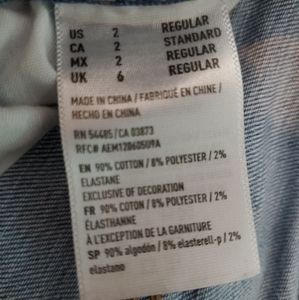 US 2 REGULAR
CA 2 STANDARD
MX 2 REGULAR
UK 6 REGULAR
MADE IN CHINA / FABRIQUÉ EN CHINE /
HECHO EN CHINA
RN 54485/CA 03873
RFC# AEM120605U9A
EN 90% COTTON / 8% POLYESTER / 2%
ELASTANE
EXCLUSIVE OF DECORATION
FR 90% COTON / 8% POLYESTER / 2%
ÉLASTHANNE
À L'EXCEPTION DE LA GARNITURE
SP 90% algodón / 8% elasterell-p / 2%
elastano